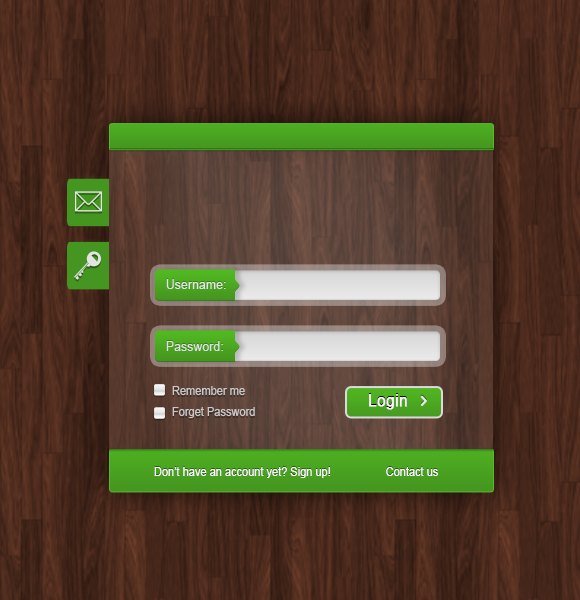 Username:
Password:
Remember me
Forget Password
Login
Don't have an account yet? Sign up! Contact us